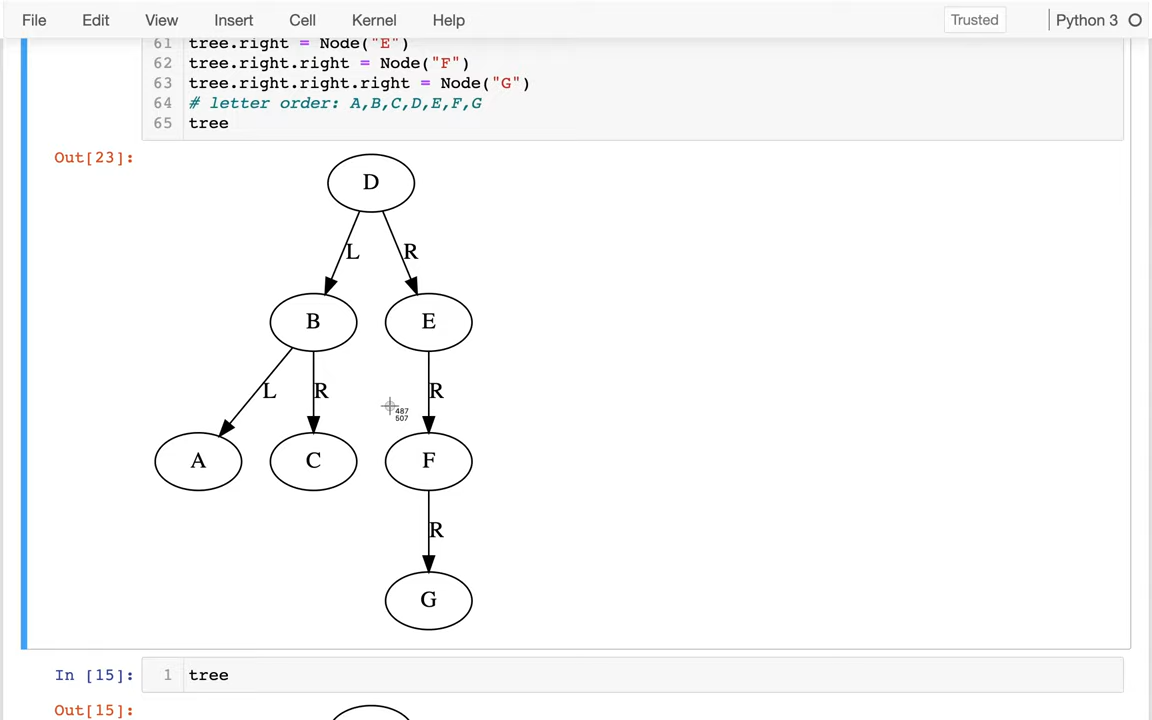 File Edit View Insert Cell Kernel Help Trusted Python 3
61 tree.right = Node("E")
62 tree.right.right = Node("F")
63 tree.right.right.right = Node("G")
64 # letter order: A,B,C,D,E,F,G
65 tree
Out[23]:
D
L R
B E
L R R
487
507
A C F
R
G
In [15]: 1 tree
Out[15]: